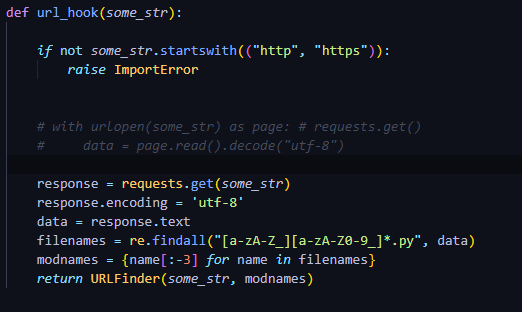 def url_hook(some_str):
    if not some_str.startswith(("http", "https")):
        raise ImportError
    # with urlopen(some_str) as page: # requests.get()
    #     data = page.read().decode("utf-8")
    response = requests.get(some_str)
    response.encoding = 'utf-8'
    data = response.text
    filenames = re.findall("[a-zA-Z_][a-zA-Z0-9_]*.py", data)
    modnames = {name[:-3] for name in filenames}
    return URLFinder(some_str, modnames)